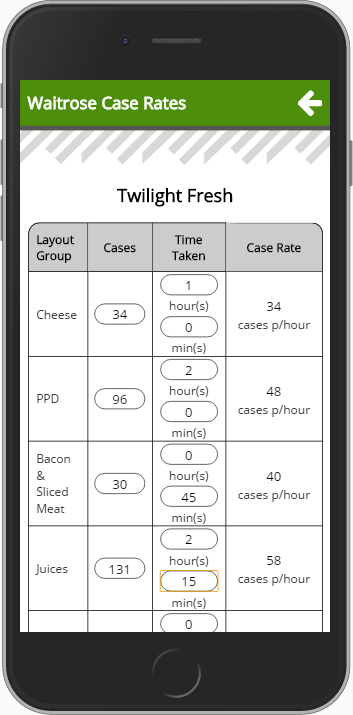 Waitrose Case Rates
Twilight Fresh
Layout Group
Cases
Time Taken
Case Rate
Cheese
34
1
hour(s)
0
min(s)
34
cases p/hour
PPD
96
2
hour(s)
0
min(s)
48
cases p/hour
Bacon
&
Sliced
Meat
30
0
hour(s)
45
min(s)
40
cases p/hour
Juices
131
2
hour(s)
15
min(s)
58
cases p/hour
0